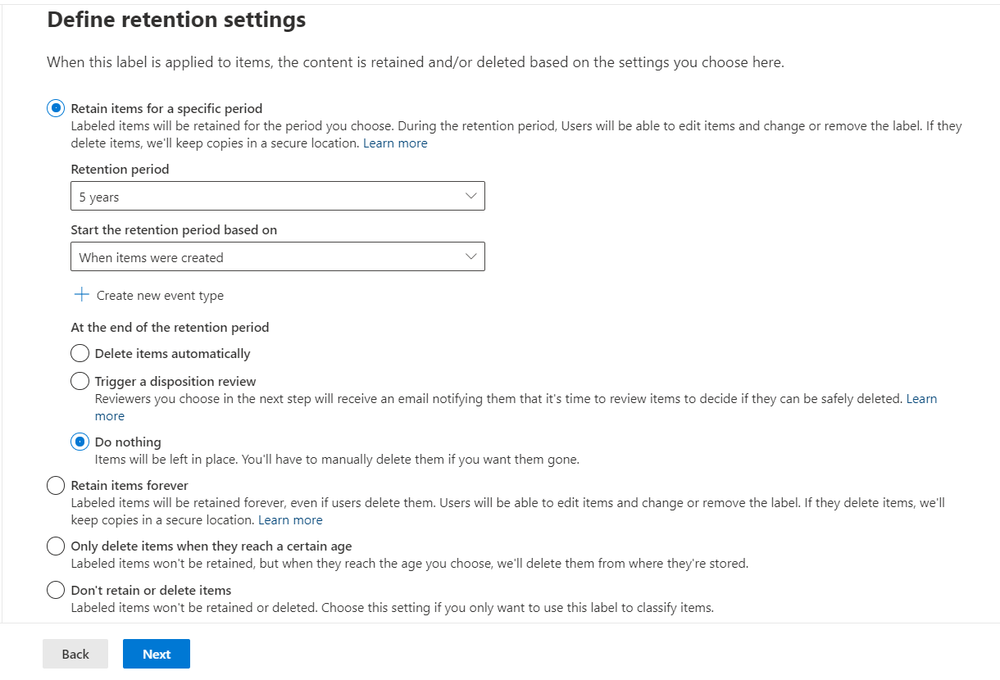 Define retention settings
When this label is applied to items, the content is retained and/or deleted based on the settings you choose here.
Retain items for a specific period
Labeled items will be retained for the period you choose. During the retention period, Users will be able to edit items and change or remove the label. If they
delete items, we'll keep copies in a secure location. Learn more
Retention period
5 years
Start the retention period based on
When items were created
Create new event type
At the end of the retention period
Delete items automatically
Trigger a disposition review
Reviewers you choose in the next step will receive an email notifying them that it's time to review items to decide if they can be safely deleted. Learn
more
Do nothing
Items will be left in place. You'll have to manually delete them if you want them gone.
Retain items forever
Labeled items will be retained forever, even if users delete them. Users will be able to edit items and change or remove the label. If they delete items, we'll
keep copies in a secure location. Learn more
Only delete items when they reach a certain age
Labeled items won't be retained, but when they reach the age you choose, we'll delete them from where they're stored.
Don't retain or delete items
Labeled items won't be retained or deleted. Choose this setting if you only want to use this label to classify items.
Back Next